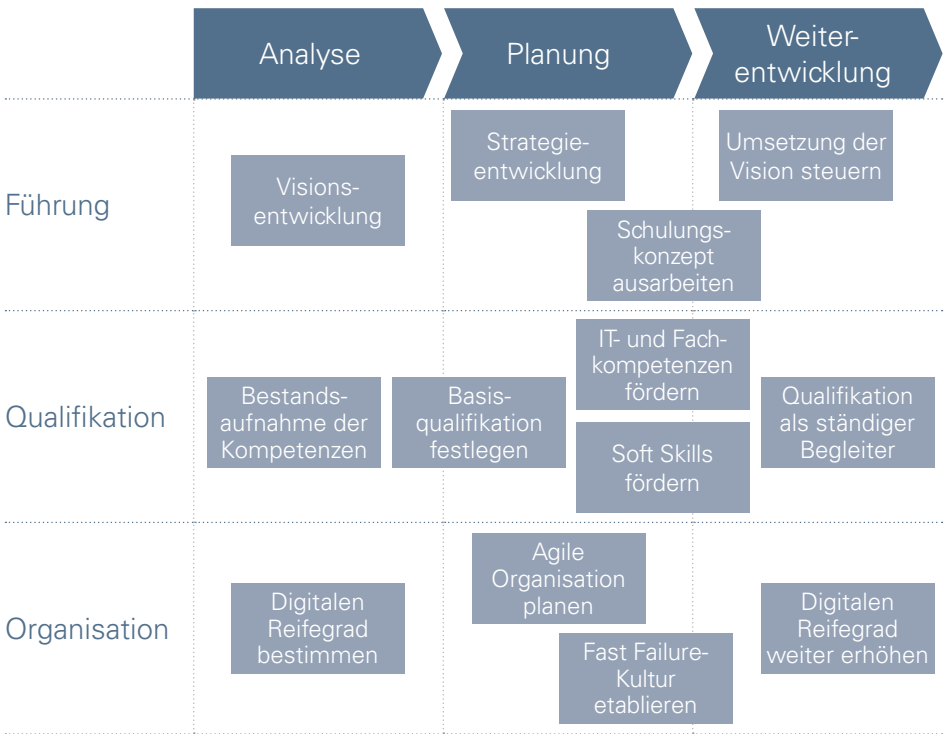 Analyse
Planung
Weiter-
entwicklung
Führung
Visions-
entwicklung
Strategie-
entwicklung
Schulungs-
konzept
ausarbeiten
Umsetzung der
Vision steuern
Qualifikation
Bestands-
aufnahme der
Kompetenzen
Basis-
qualifikation
festlegen
IT- und Fach-
kompetenzen
fördern
Soft Skills
fördern
Qualifikation
als ständiger
Begleiter
Organisation
Digitalen
Reifegrad
bestimmen
Agile
Organisation
planen
Fast Failure-
Kultur
etablieren
Digitalen
Reifegrad
weiter erhöhen